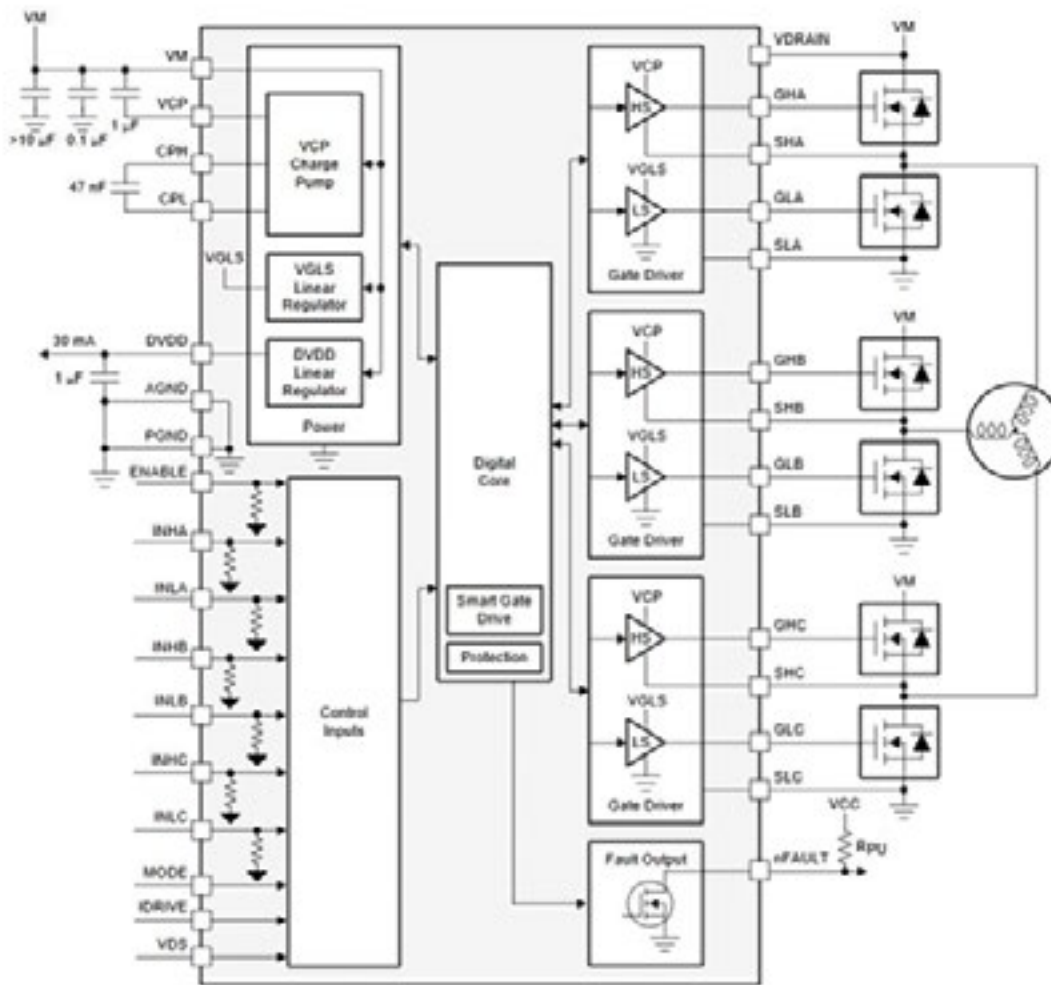 VM
VM
VCP
>10 µF
0.1 µF
1 µF
CPH
47 nF
CPL
VCP
Charge
Pump
VGLS
VGLS
Linear
Regulator
30 mA
DVDD
1 µF
DVDD
Linear
Regulator
AGND
Power
PGND
ENABLE
INHA
INLA
INHB
INLB
INHC
INLC
MODE
IDRIVE
VDS
Control
Inputs
Digital
Core
Smart Gate
Drive
Protection
VCP
HS
VGLS
LS
Gate Driver
VCP
HS
VGLS
LS
Gate Driver
VCP
HS
VGLS
LS
Gate Driver
Fault Output
VDRAIN
VM
GHA
SHA
GLA
SLA
VM
GHB
SHB
GLB
SLB
VM
GHC
SHC
GLC
SLC
VCC
RPU
nFAULT